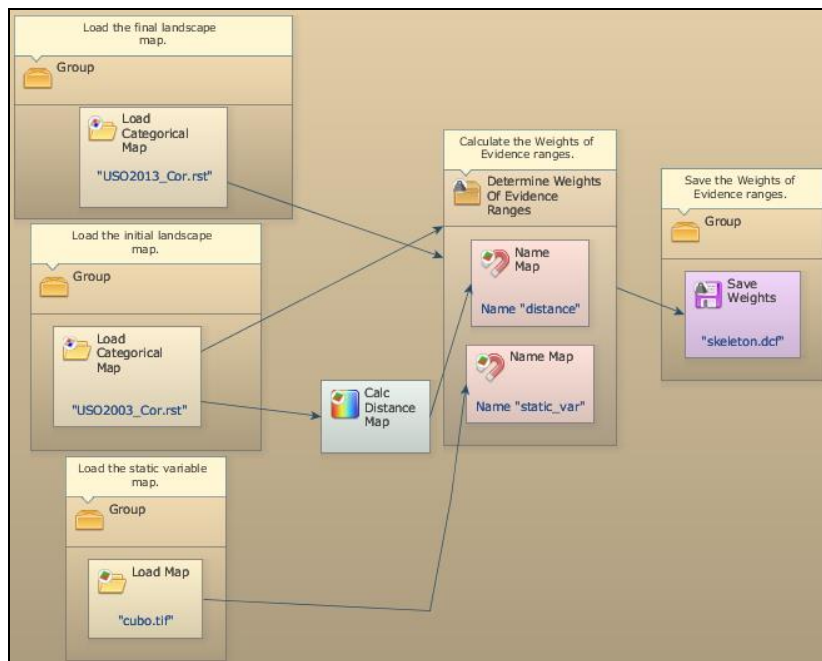 Load the final landscape
map.
Group
Load
Categorical
Map
"USO2013_Cor.rst"
Load the initial landscape
map.
Group
Load
Categorical
Map
"USO2003_Cor.rst"
Load the static variable
map.
Group
Load Map
"cubo.tif"
Calc
Distance
Map
Calculate the Weights of
Evidence ranges.
Determine Weights
Of Evidence
Ranges
Name
Map
Name "distance"
Name Map
Name "static_var"
Save the Weights of
Evidence ranges.
Group
Save
Weights
"skeleton.dcf"